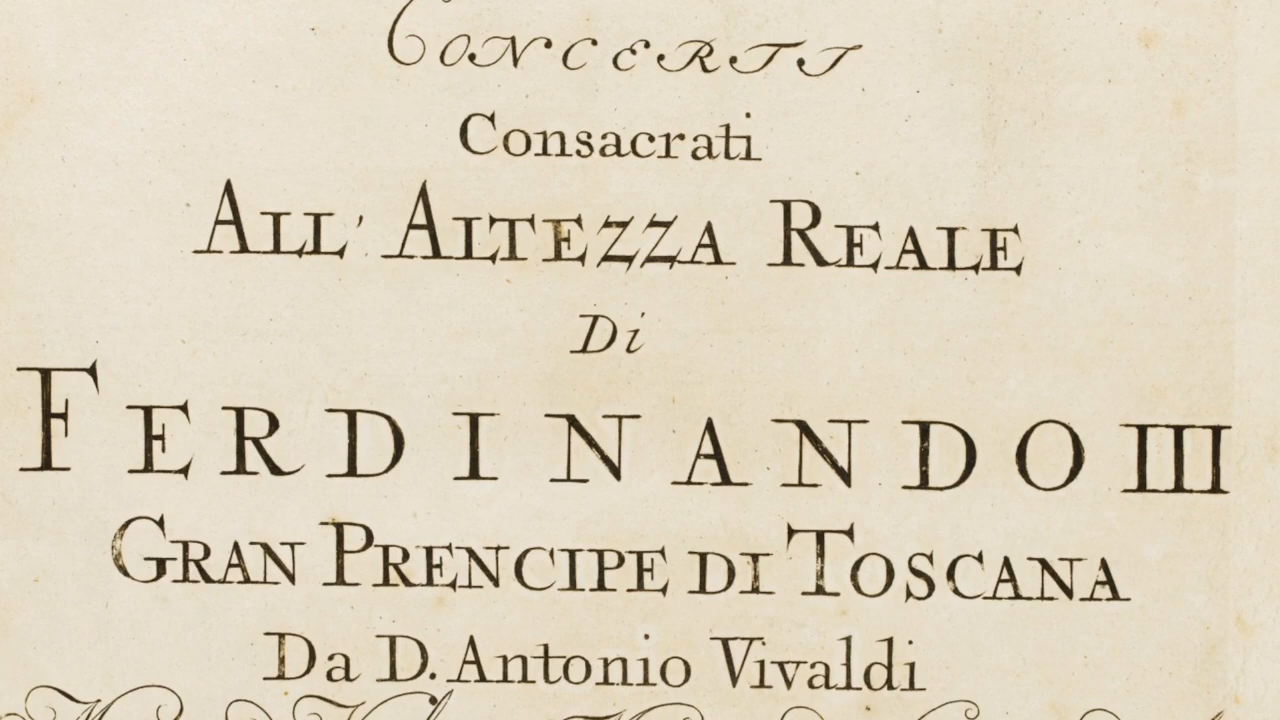 CONCERTI
Consacrati
ALL' ALTEZZA REALE
Di
FERDINANDO III
GRAN PRENCIPE DI TOSCANA
Da D. Antonio Vivaldi